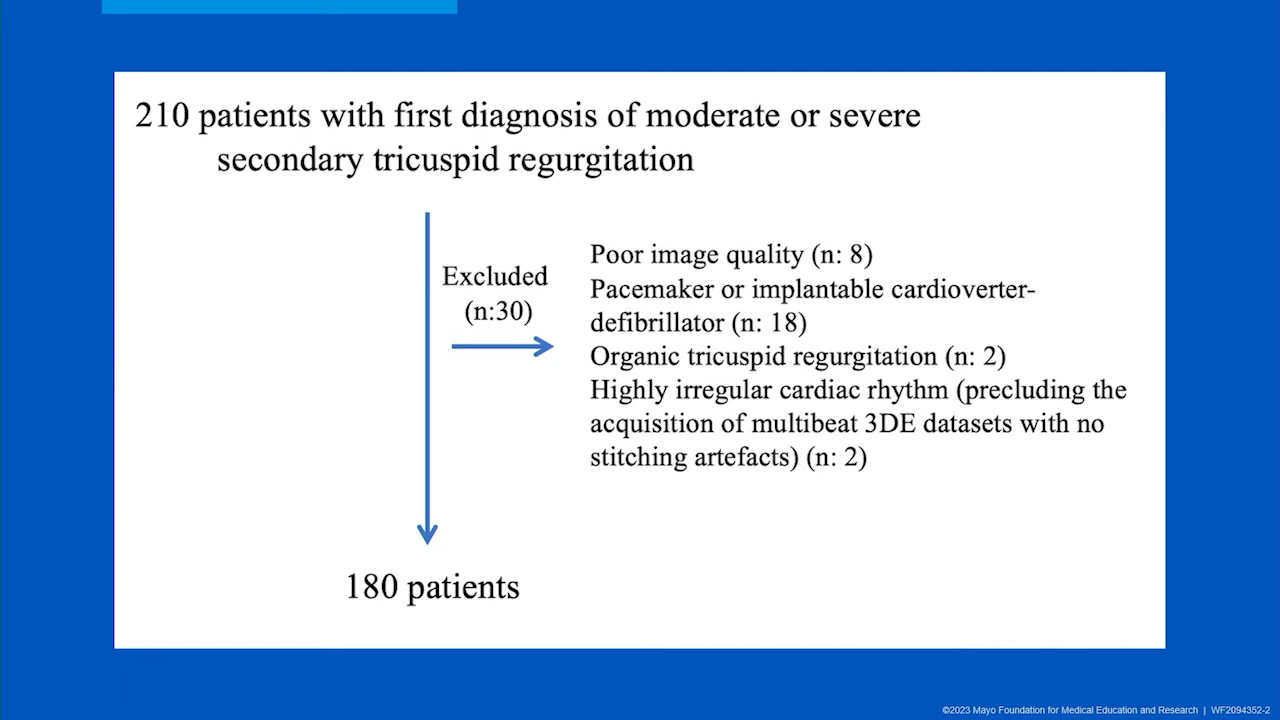 210 patients with first diagnosis of moderate or severe
secondary tricuspid regurgitation
Excluded
(n:30)
Poor image quality (n: 8)
Pacemaker or implantable cardioverter-
defibrillator (n: 18)
Organic tricuspid regurgitation (n: 2)
Highly irregular cardiac rhythm (precluding the
acquisition of multibeat 3DE datasets with no
stitching artefacts) (n: 2)
180 patients
©2023 Mayo Foundation for Medical Education and Research | WF2094352-2